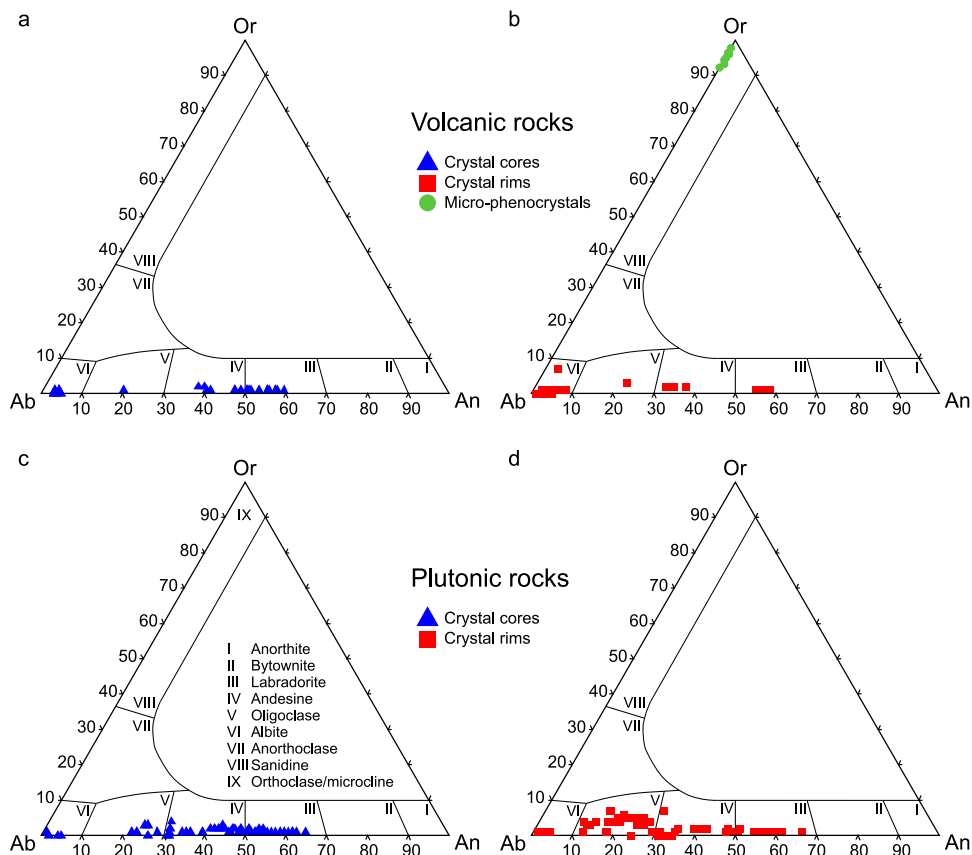 a
Or
90
80
70
60
50
40
30
20
10
VIII
VII
VI
V
IV
III
II
I
Ab
10
20
30
40
50
60
70
80
90
An
b
Or
90
80
70
60
50
40
30
20
10
VIII
VII
VI
V
IV
III
II
I
Ab
10
20
30
40
50
60
70
80
90
An
Volcanic rocks
Crystal cores
Crystal rims
Micro-phenocrystals
c
Or
90
IX
80
70
60
50
40
30
20
10
VIII
VII
I Anorthite
II Bytownite
III Labradorite
IV Andesine
V Oligoclase
VI Albite
VII Anorthoclase
VIII Sanidine
IX Orthoclase/microcline
VI
V
IV
III
II
I
Ab
10
20
30
40
50
60
70
80
90
An
Plutonic rocks
Crystal cores
Crystal rims
d
Or
90
80
70
60
50
40
30
20
10
VIII
VII
VI
V
IV
III
II
I
Ab
10
20
30
40
50
60
70
80
90
An